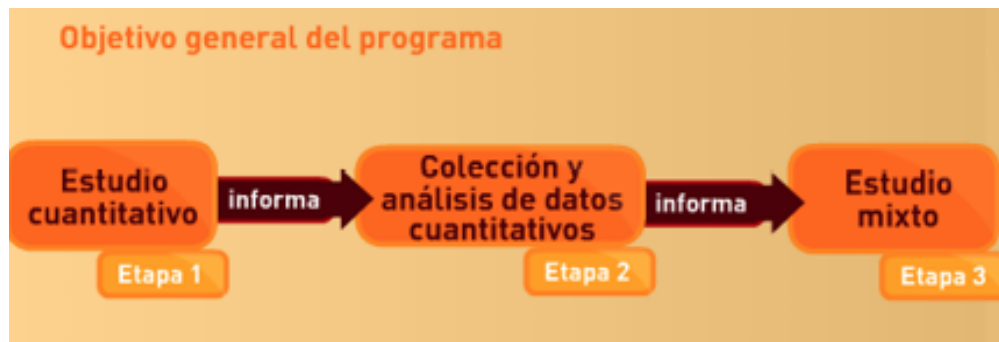 Objetivo general del programa
Estudio
cuantitativo
Etapa 1
informa
Colección y
análisis de datos
cuantitativos
Etapa 2
informa
Estudio
mixto
Etapa 3